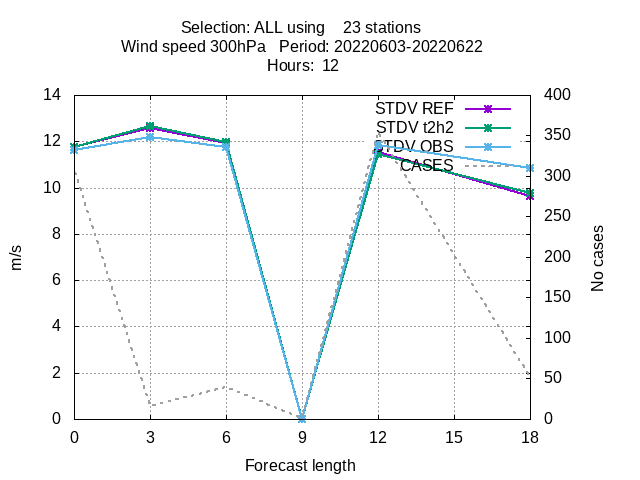 Selection: ALL using    23 stations
Wind speed 300hPa   Period: 20220603-20220622
Hours:  12
14
12
10
8
6
4
2
0
m/s
400
350
300
250
200
150
100
50
0
No cases
STDV REF
STDV t2h2
STDV OBS
CASES
0 3 6 9 12 15 18
Forecast length